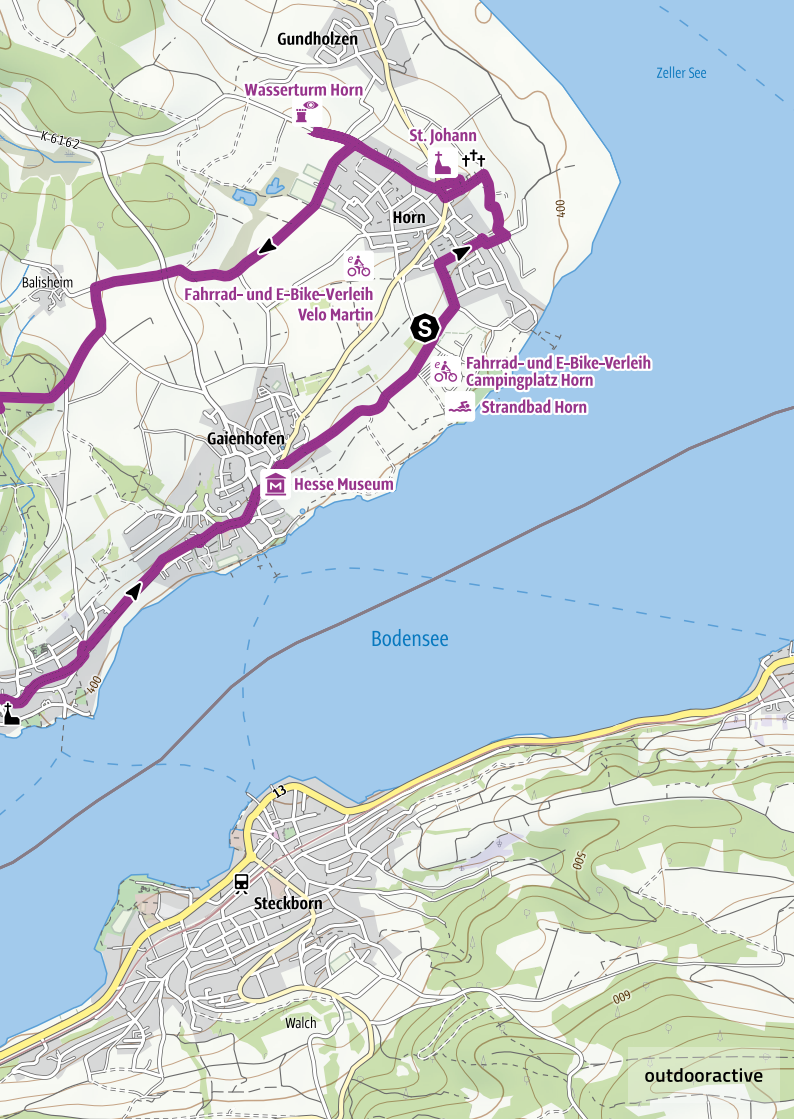 Gundholzen
Zeller See
Wasserturm Horn
K-6162
St. Johann
400
Horn
Balisheim
Fahrrad- und E-Bike-Verleih
Velo Martin
S
Fahrrad- und E-Bike-Verleih
Campingplatz Horn
Strandbad Horn
Gaienhofen
Hesse Museum
Bodensee
400
13
500
Steckborn
600
Walch
outdooractive